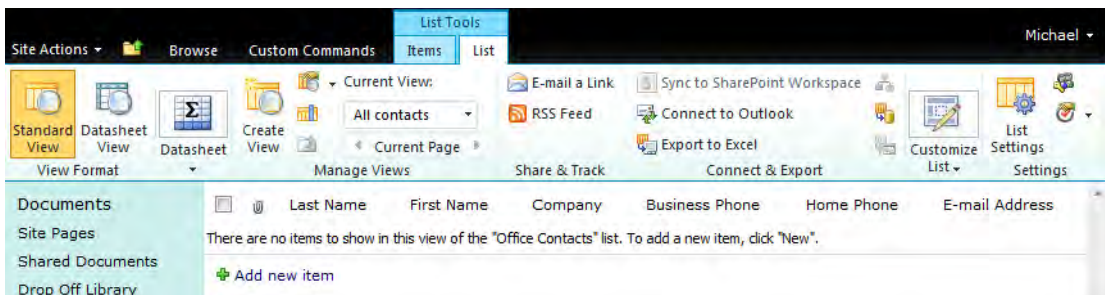 List Tools
Michael
Site Actions
Browse
Custom Commands
Items
List
Standard View
Datasheet View
View Format
Σ
Datasheet
Create View
Current View:
All contacts
Current Page
Manage Views
E-mail a Link
RSS Feed
Share & Track
Sync to SharePoint Workspace
Connect to Outlook
Export to Excel
Connect & Export
Customize List
List Settings
Settings
Documents
Site Pages
Shared Documents
Drop Off Library
Last Name First Name Company Business Phone Home Phone E-mail Address
There are no items to show in this view of the "Office Contacts" list. To add a new item, click "New".
Add new item